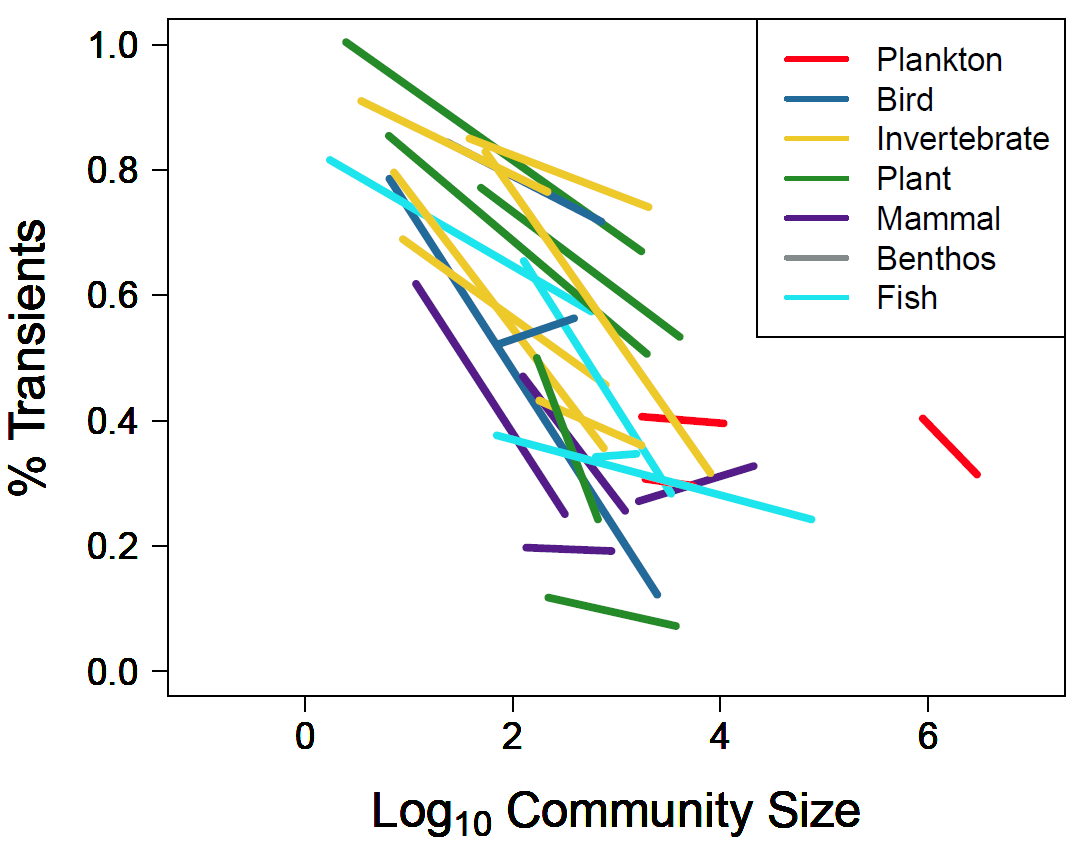 % Transients
1.0
0.8
0.6
0.4
0.2
0.0
0 2 4 6
Log10 Community Size
Plankton
Bird
Invertebrate
Plant
Mammal
Benthos
Fish